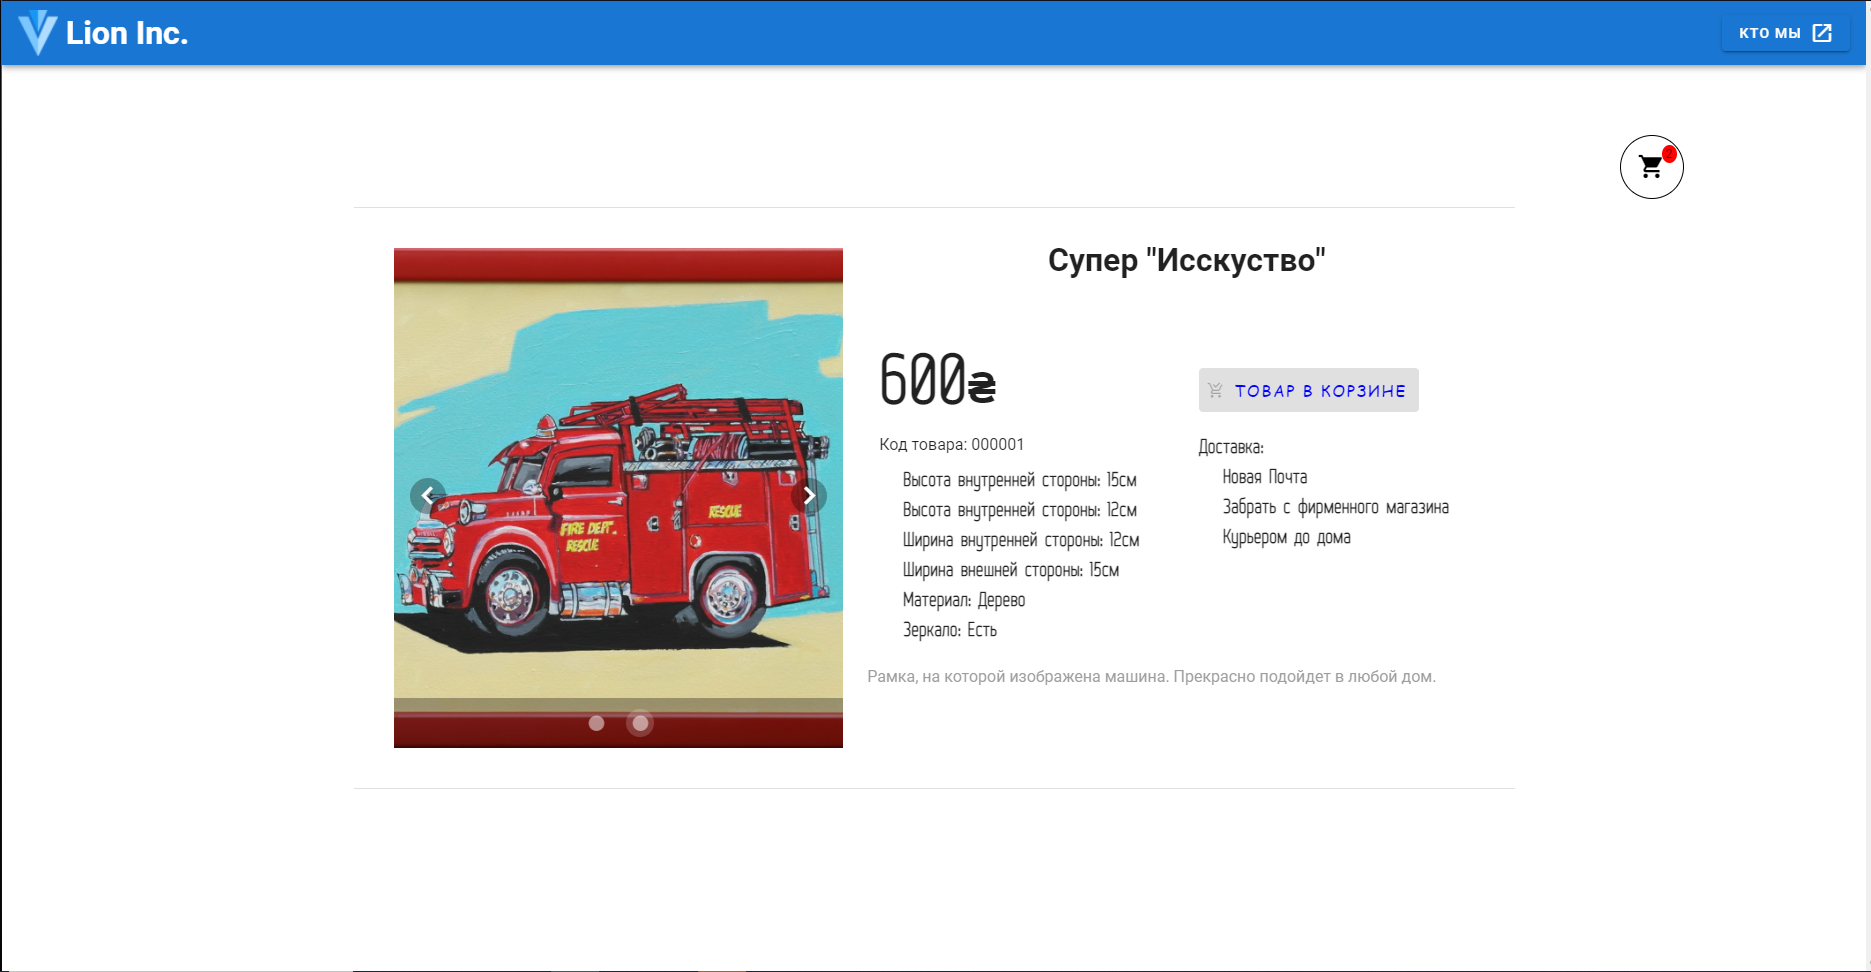 Lion Inc.
КТО МЫ
2
Супер "Исскуство"
600₴
ТОВАР В КОРЗИНЕ
Код товара: 000001
Высота внутренней стороны: 15см
Высота внутренней стороны: 12см
Ширина внутренней стороны: 12см
Ширина внешней стороны: 15см
Материал: Дерево
Зеркало: Есть
Доставка:
Новая Почта
Забрать с фирменного магазина
Курьером до дома
FIRE DEPT.
RESCUE
RESCUE
Рамка, на которой изображена машина. Прекрасно подойдет в любой дом.